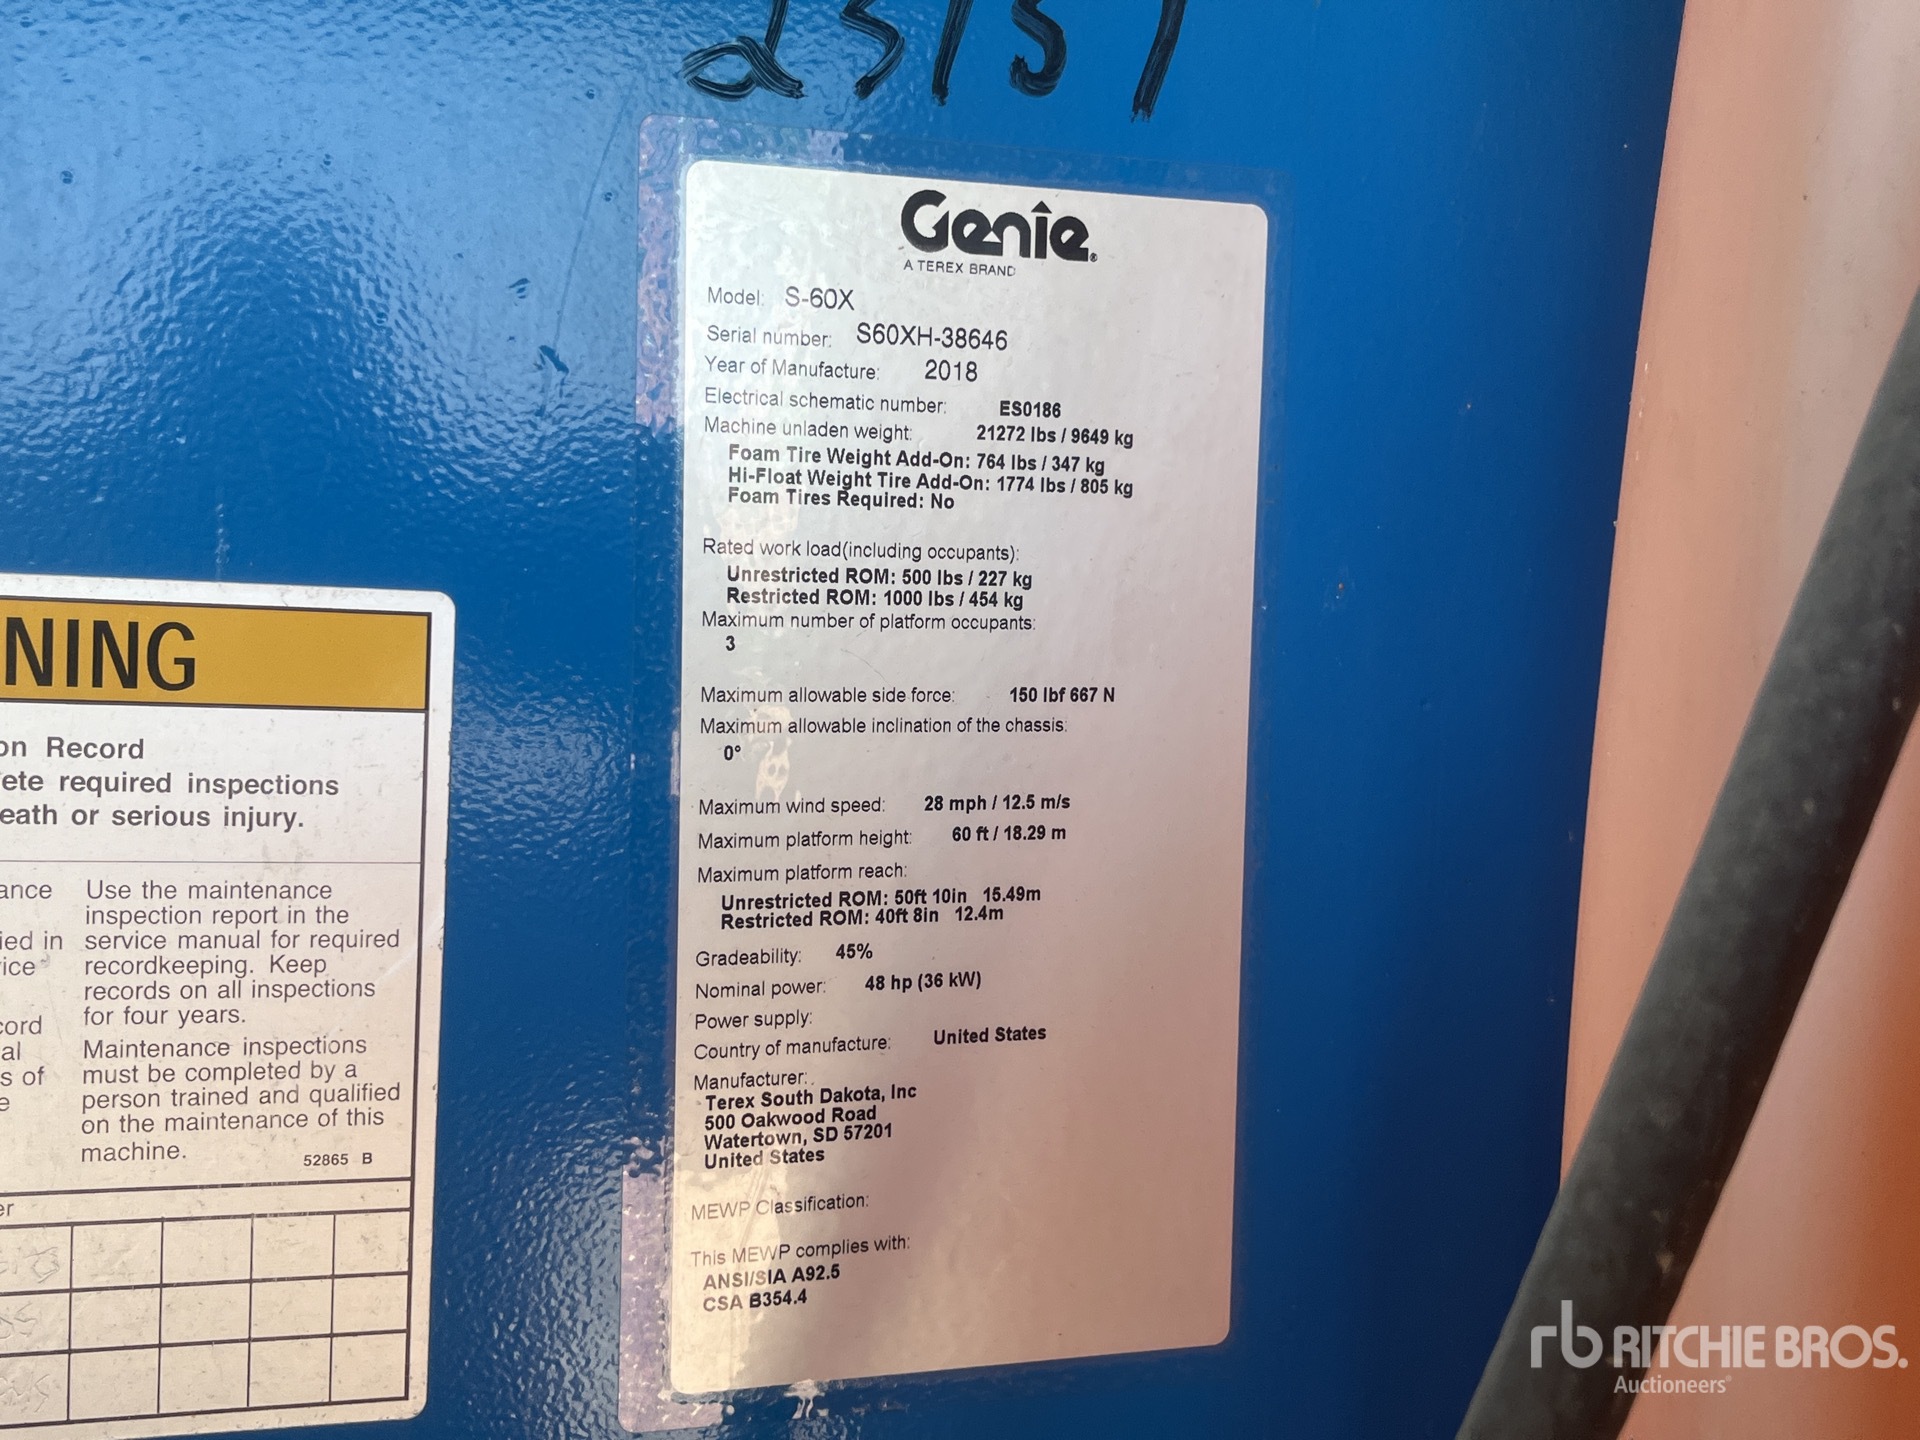 23151
Genie
A TEREX BRAND
Model: S-60X
Serial number: S60XH-38646
Year of Manufacture: 2018
Electrical schematic number: ES0186
Machine unladen weight: 21272 lbs / 9649 kg
Foam Tire Weight Add-On: 764 lbs / 347 kg
Hi-Float Weight Tire Add-On: 1774 lbs / 805 kg
Foam Tires Required: No
Rated work load(including occupants):
Unrestricted ROM: 500 lbs / 227 kg
Restricted ROM: 1000 lbs / 454 kg
Maximum number of platform occupants:
3
Maximum allowable side force: 150 lbf 667 N
Maximum allowable inclination of the chassis:
0°
Maximum wind speed: 28 mph / 12.5 m/s
Maximum platform height: 60 ft / 18.29 m
Maximum platform reach:
Unrestricted ROM: 50ft 10in 15.49m
Restricted ROM: 40ft 8in 12.4m
Gradeability: 45%
Nominal power: 48 hp (36 kW)
Power supply:
Country of manufacture: United States
Manufacturer:
Terex South Dakota, Inc
500 Oakwood Road
Watertown, SD 57201
United States
MEWP Classification:
This MEWP complies with:
ANSI/SIA A92.5
CSA B354.4
NING
on Record
ete required inspections
eath or serious injury.
ance
ied in
ice
cord
al
s of
e
Use the maintenance
inspection report in the
service manual for required
recordkeeping. Keep
records on all inspections
for four years.
Maintenance inspections
must be completed by a
person trained and qualified
on the maintenance of this
machine.
52865 B
er
rb RITCHIE BROS.
Auctioneers